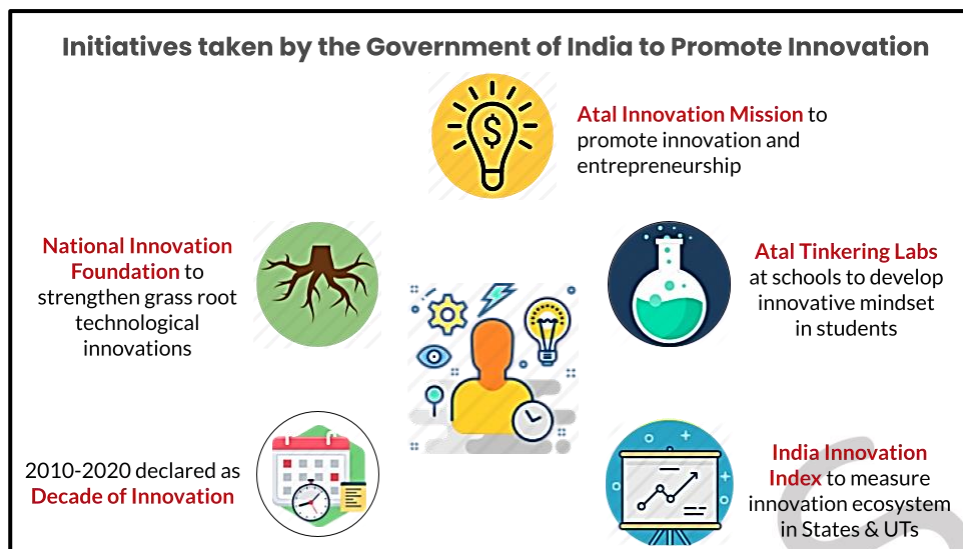 Initiatives taken by the Government of India to Promote Innovation
$
Atal Innovation Mission to
promote innovation and
entrepreneurship
National Innovation
Foundation to
strengthen grass root
technological
innovations
Atal Tinkering Labs
at schools to develop
innovative mindset
in students
2010-2020 declared as
Decade of Innovation
India Innovation
Index to measure
innovation ecosystem
in States & UTs